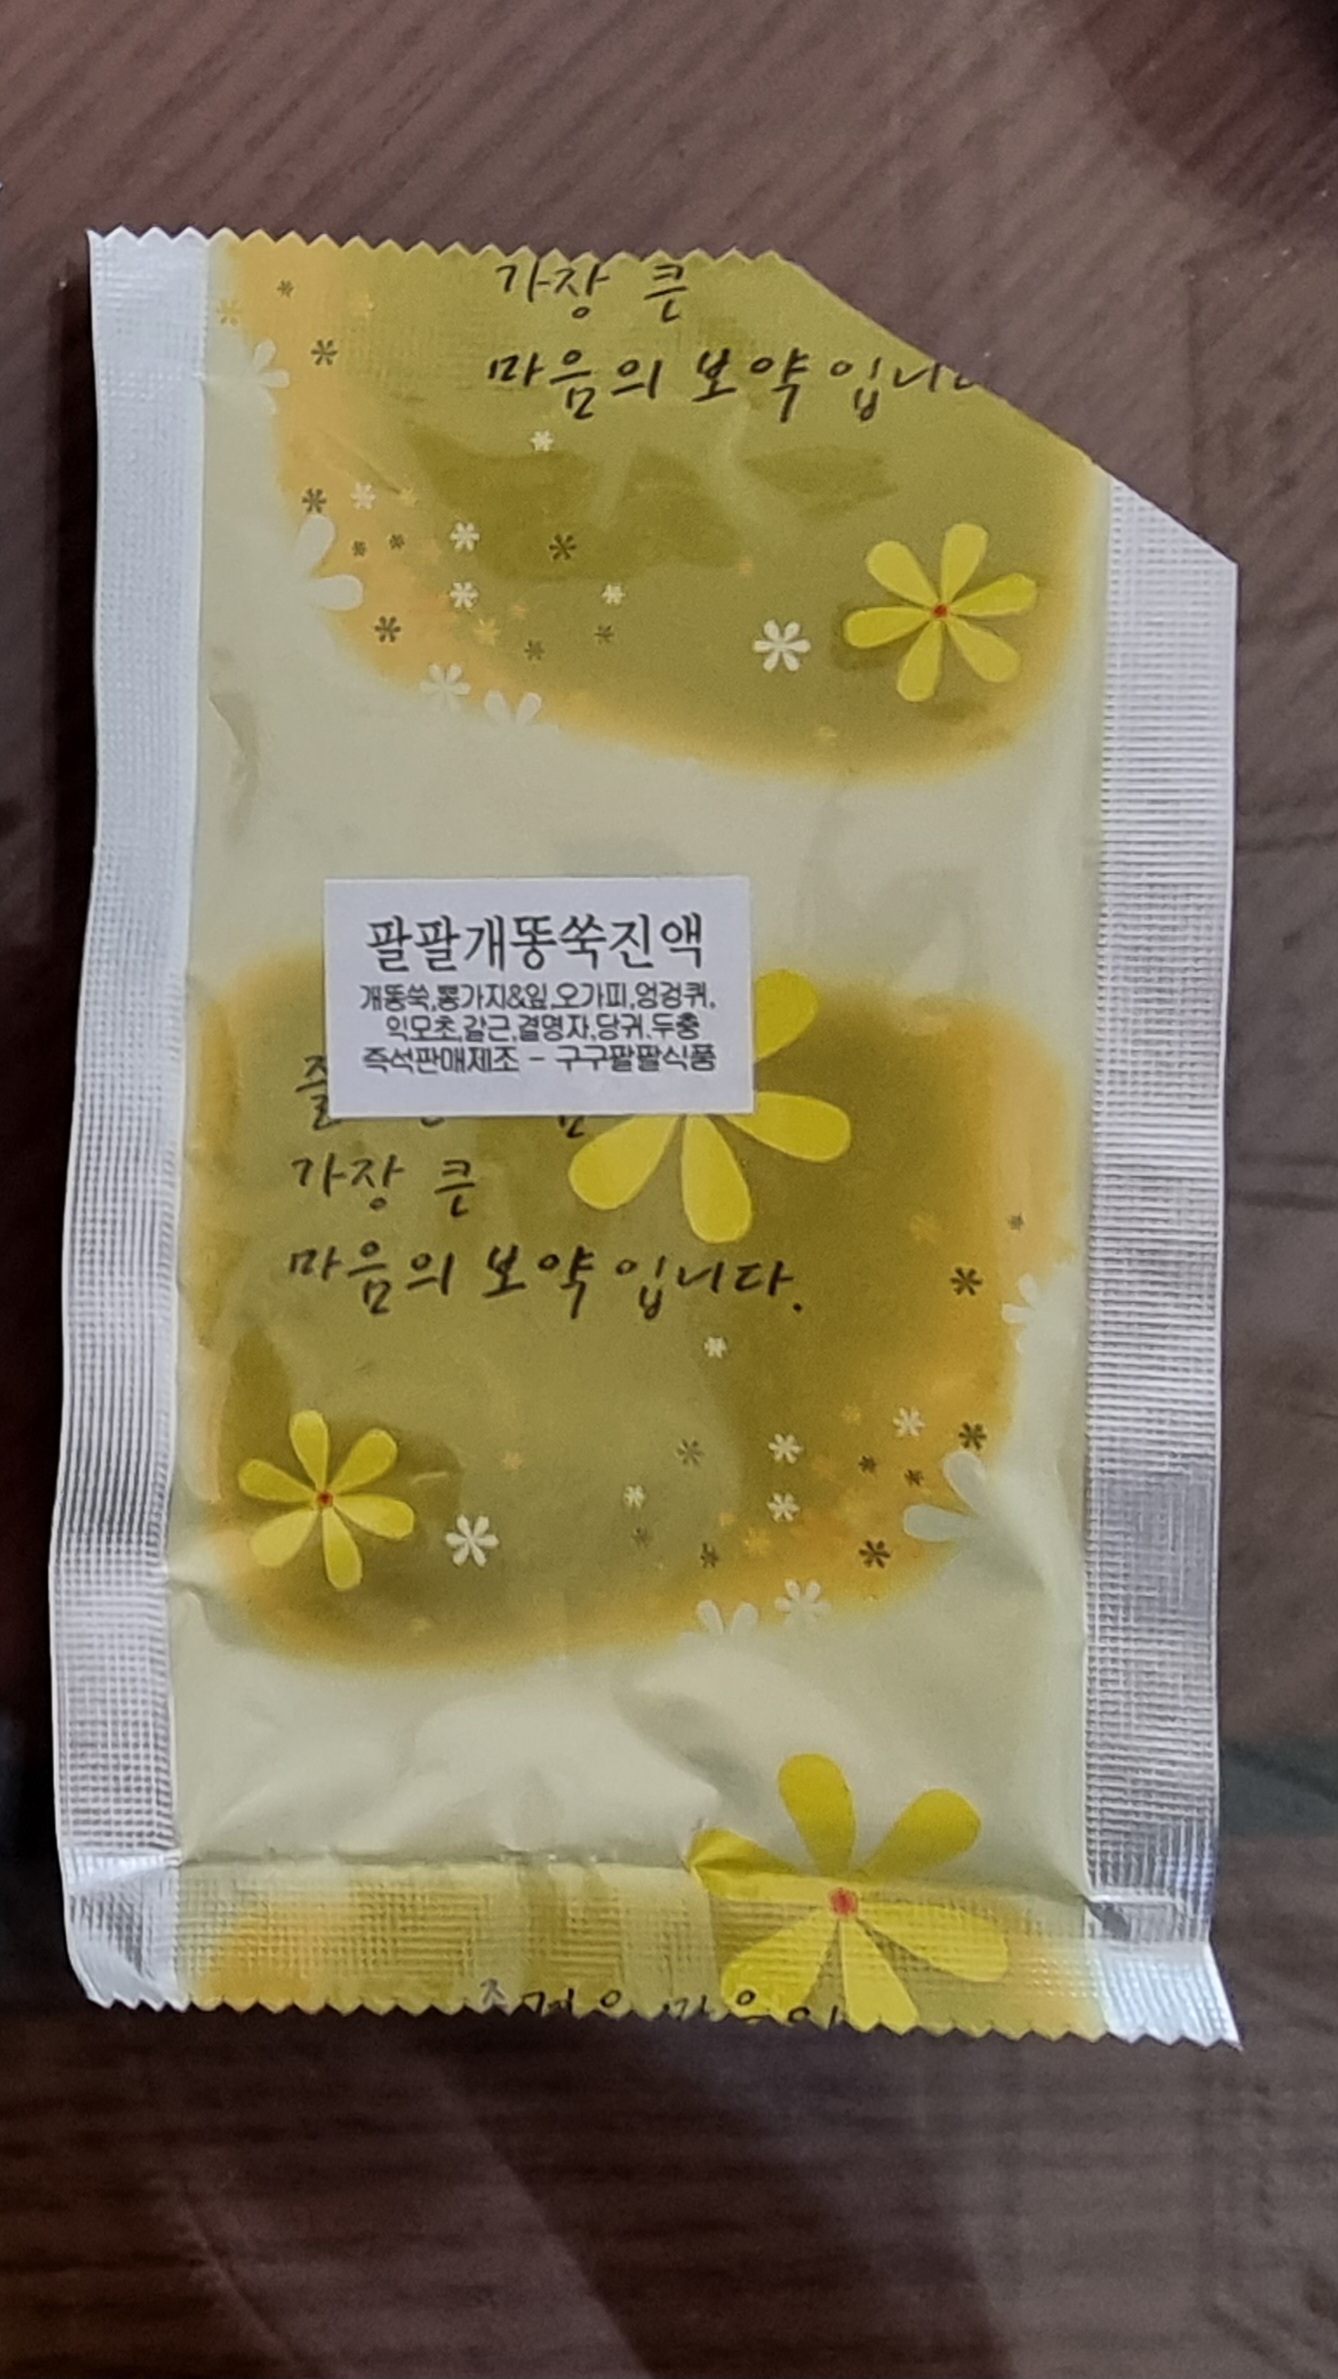 가장 큰
마음의 보약입니다
팔팔개똥쑥진액
개똥쑥,뽕가지&잎,오가피,엉겅퀴,
익모초,갈근,결명자,당귀,두충
즉석판매제조 - 구구팔팔식품
가장 큰
마음의 보약입니다.